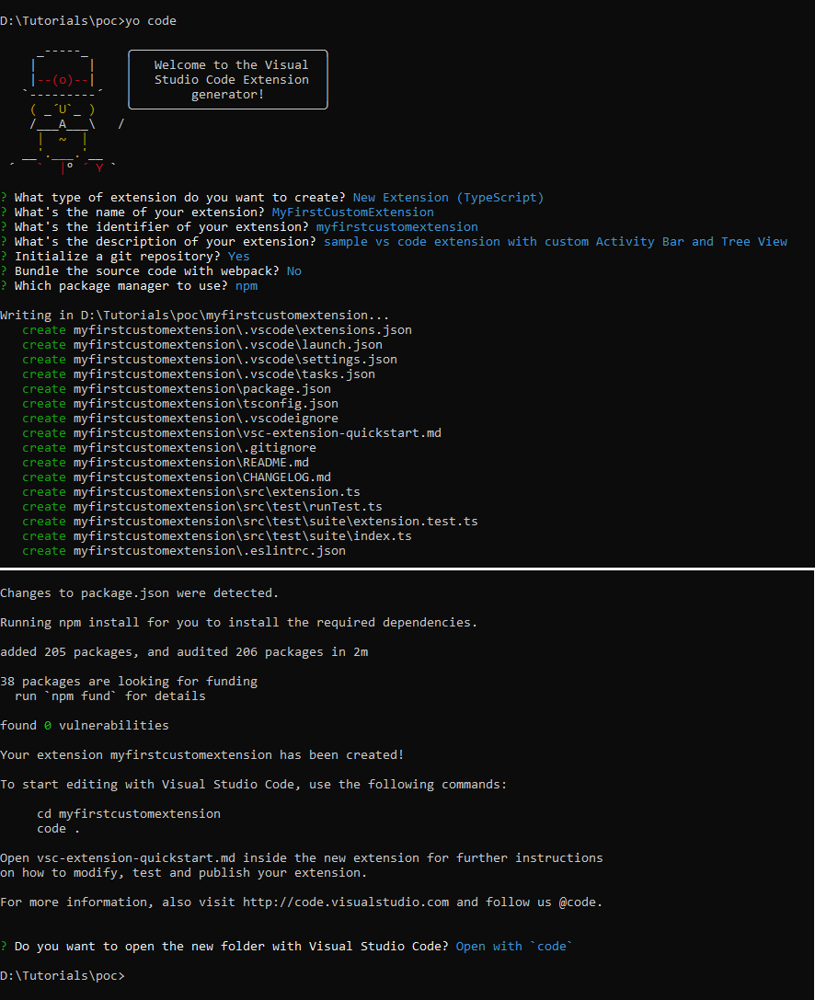 D:\Tutorials\poc>yo code
     _-----_     ╭──────────────────────────╮
    |       |    │   Welcome to the Visual  │
    |--(o)--|    │   Studio Code Extension  │
   `---------´   │        generator!        │
    ( _´U`_ )    ╰──────────────────────────╯
    /___A___\   /
     |  ~  |
   __'.___.'__
 ´   `  |° ´ Y `
? What type of extension do you want to create? New Extension (TypeScript)
? What's the name of your extension? MyFirstCustomExtension
? What's the identifier of your extension? myfirstcustomextension
? What's the description of your extension? sample vs code extension with custom Activity Bar and Tree View
? Initialize a git repository? Yes
? Bundle the source code with webpack? No
? Which package manager to use? npm
Writing in D:\Tutorials\poc\myfirstcustomextension...
   create myfirstcustomextension\.vscode\extensions.json
   create myfirstcustomextension\.vscode\launch.json
   create myfirstcustomextension\.vscode\settings.json
   create myfirstcustomextension\.vscode\tasks.json
   create myfirstcustomextension\package.json
   create myfirstcustomextension\tsconfig.json
   create myfirstcustomextension\.vscodeignore
   create myfirstcustomextension\vsc-extension-quickstart.md
   create myfirstcustomextension\.gitignore
   create myfirstcustomextension\README.md
   create myfirstcustomextension\CHANGELOG.md
   create myfirstcustomextension\src\extension.ts
   create myfirstcustomextension\src\test\runTest.ts
   create myfirstcustomextension\src\test\suite\extension.test.ts
   create myfirstcustomextension\src\test\suite\index.ts
   create myfirstcustomextension\.eslintrc.json
Changes to package.json were detected.
Running npm install for you to install the required dependencies.
added 205 packages, and audited 206 packages in 2m
38 packages are looking for funding
  run `npm fund` for details
found 0 vulnerabilities
Your extension myfirstcustomextension has been created!
To start editing with Visual Studio Code, use the following commands:
     cd myfirstcustomextension
     code .
Open vsc-extension-quickstart.md inside the new extension for further instructions
on how to modify, test and publish your extension.
For more information, also visit http://code.visualstudio.com and follow us @code.
? Do you want to open the new folder with Visual Studio Code? Open with `code`
D:\Tutorials\poc>